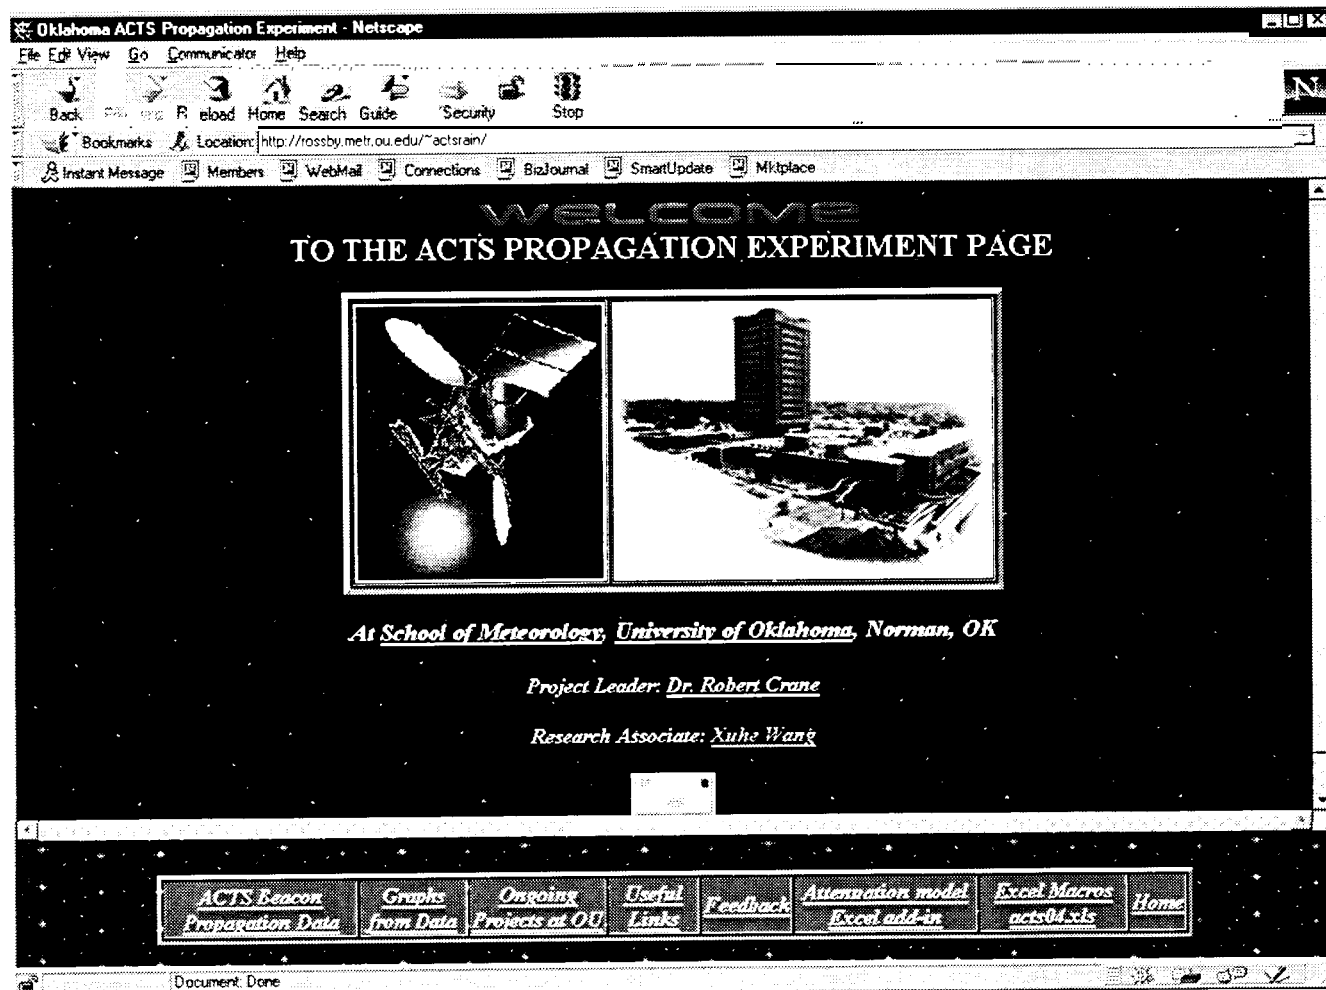 Oklahoma ACTS Propagation Experiment - Netscape
File Edit View Go Communicator Help
Back Reload Home Search Guide Security Stop
Bookmarks Location: http://rossby.metr.ou.edu/~actsrain/
Instant Message Members WebMail Connections BizJournal SmartUpdate Mktplace
WELCOME
TO THE ACTS PROPAGATION EXPERIMENT PAGE
At School of Meteorology, University of Oklahoma, Norman, OK
Project Leader: Dr. Robert Crane
Research Associate: Xuhe Wang
ACTS Beacon Propagation Data
Graphs from Data
Ongoing Projects at OU
Useful Links
Feedback
Attenuation model Excel add-in
Excel Macros acts04.xls
Home
Document: Done